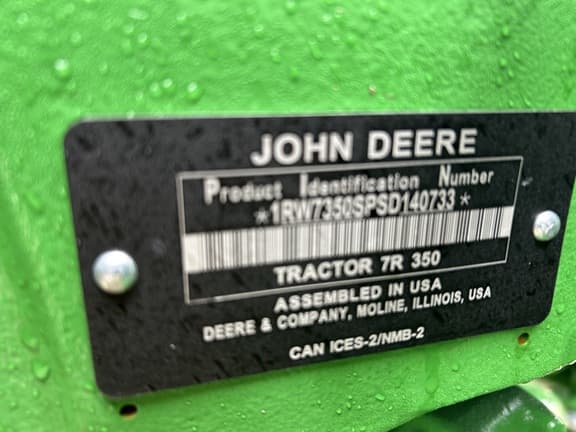 JOHN DEERE
Product Identification Number
*1RW7350SPSD140733*
TRACTOR 7R 350
ASSEMBLED IN USA
DEERE & COMPANY, MOLINE, ILLINOIS, USA
CAN ICES-2/NMB-2